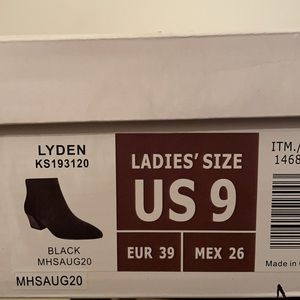 LYDEN
KS193120
BLACK
MHSAUG20
MHSAUG20
LADIES' SIZE
US 9
EUR 39
MEX 26
ITM./
1468
Made in